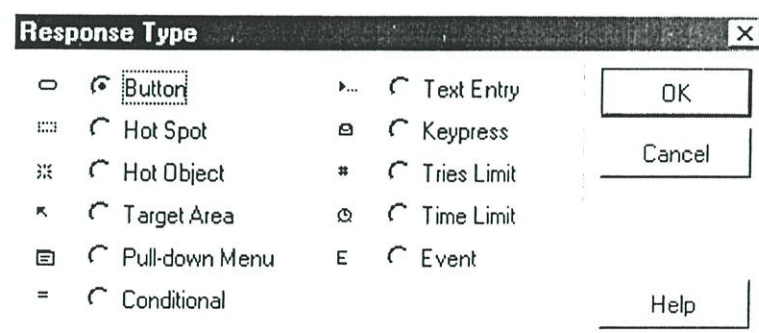 Response Type
Button
Hot Spot
Hot Object
Target Area
Pull-down Menu
= Conditional
Text Entry
Keypress
# Tries Limit
Time Limit
E Event
OK
Cancel
Help